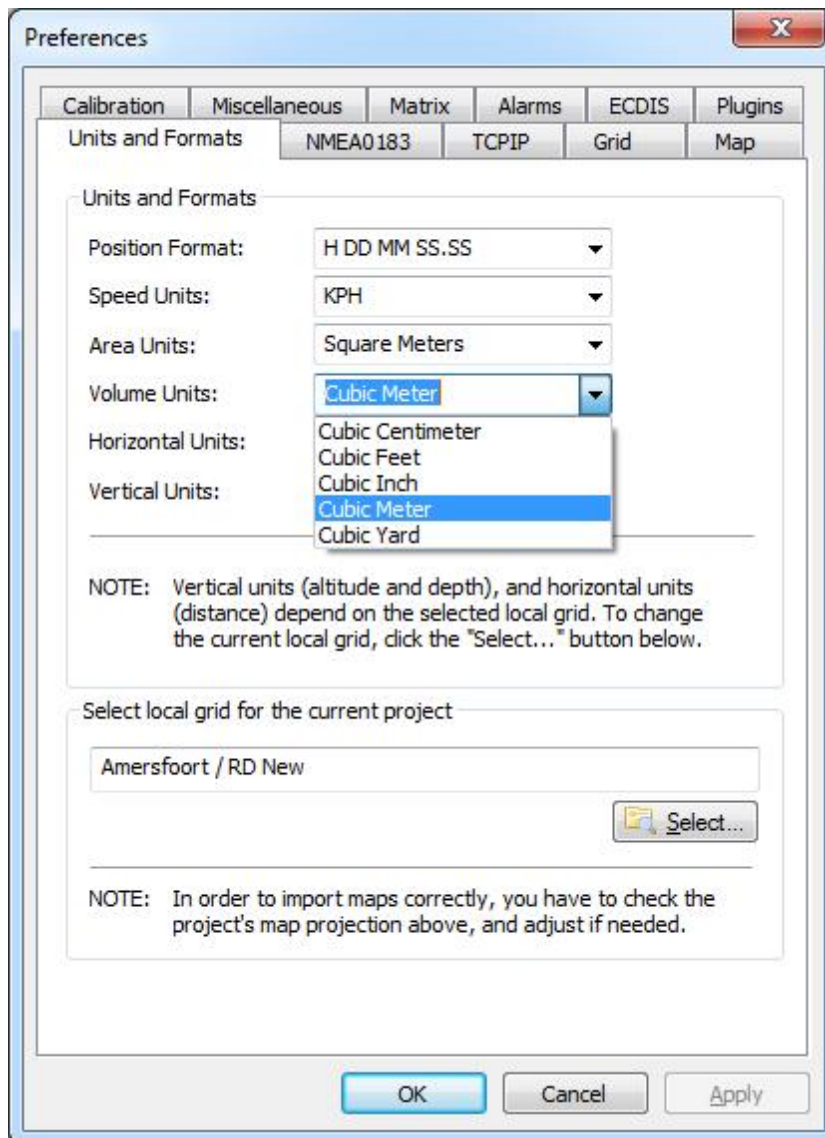 Preferences
Calibration Miscellaneous Matrix Alarms ECDIS Plugins
Units and Formats NMEA0183 TCPIP Grid Map
Units and Formats
Position Format: H DD MM SS.SS
Speed Units: KPH
Area Units: Square Meters
Volume Units: Cubic Meter
Cubic Centimeter
Horizontal Units:
Cubic Feet
Cubic Inch
Vertical Units:
Cubic Meter
Cubic Yard
NOTE: Vertical units (altitude and depth), and horizontal units
(distance) depend on the selected local grid. To change
the current local grid, click the "Select..." button below.
Select local grid for the current project
Amersfoort / RD New
Select...
NOTE: In order to import maps correctly, you have to check the
project's map projection above, and adjust if needed.
OK Cancel Apply